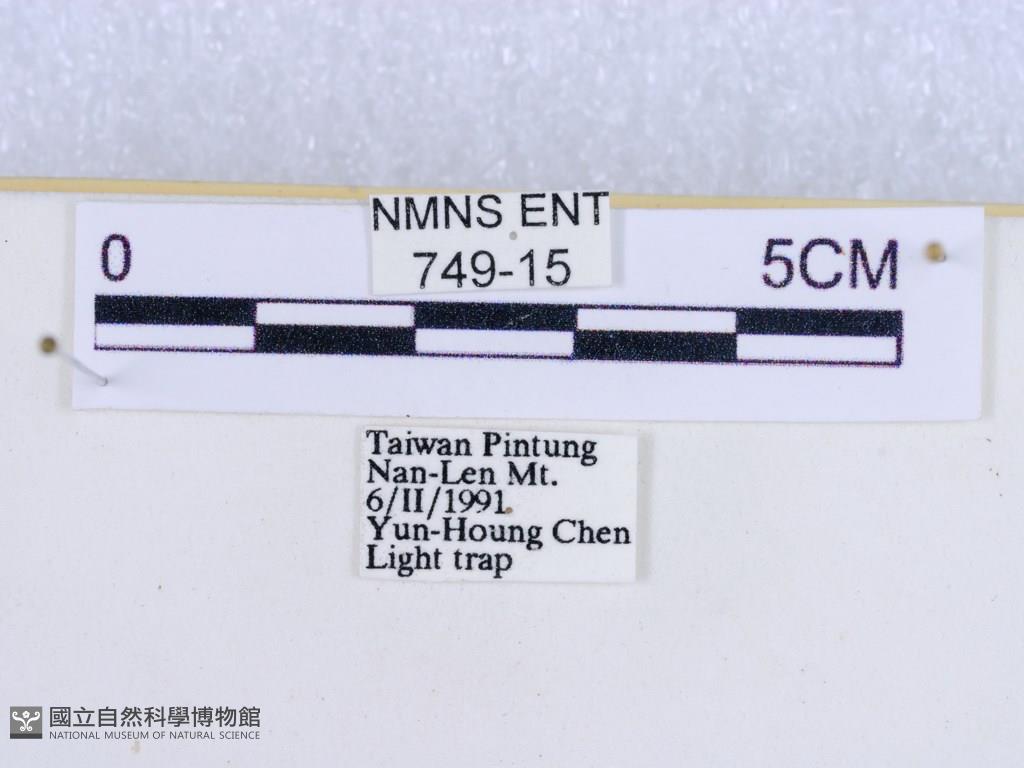 NMNS ENT
749-15
0 5CM
Taiwan Pintung
Nan-Len Mt.
6/II/1991
Yun-Houng Chen
Light trap
國立自然科學博物館
NATIONAL MUSEUM OF NATURAL SCIENCE